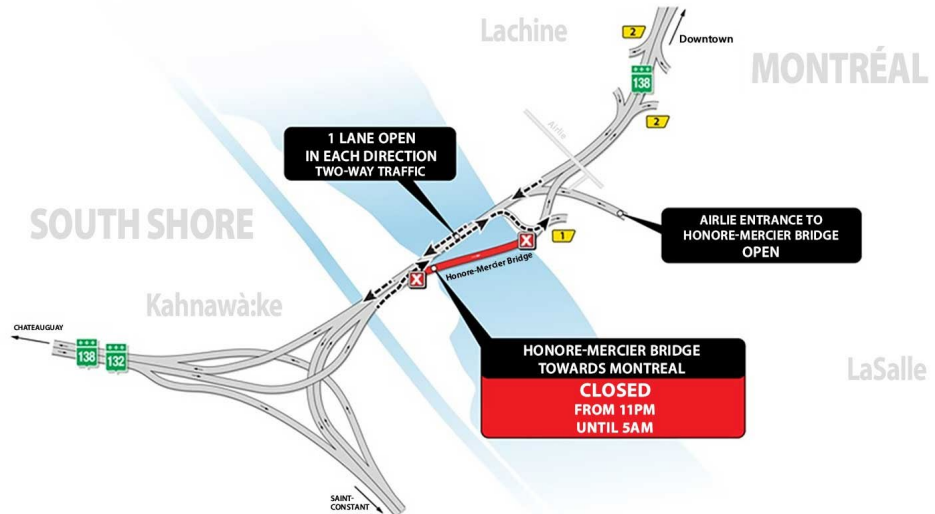 Lachine
2
Downtown
MONTRÉAL
138
2
Airlie
1 LANE OPEN
IN EACH DIRECTION
TWO-WAY TRAFFIC
SOUTH SHORE
AIRLIE ENTRANCE TO
HONORE-MERCIER BRIDGE
OPEN
1
X
X
Honore-Mercier Bridge
Kahnawà:ke
CHATEAUGUAY
138
132
HONORE-MERCIER BRIDGE
TOWARDS MONTREAL
CLOSED
FROM 11PM
UNTIL 5AM
LaSalle
SAINT-
CONSTANT